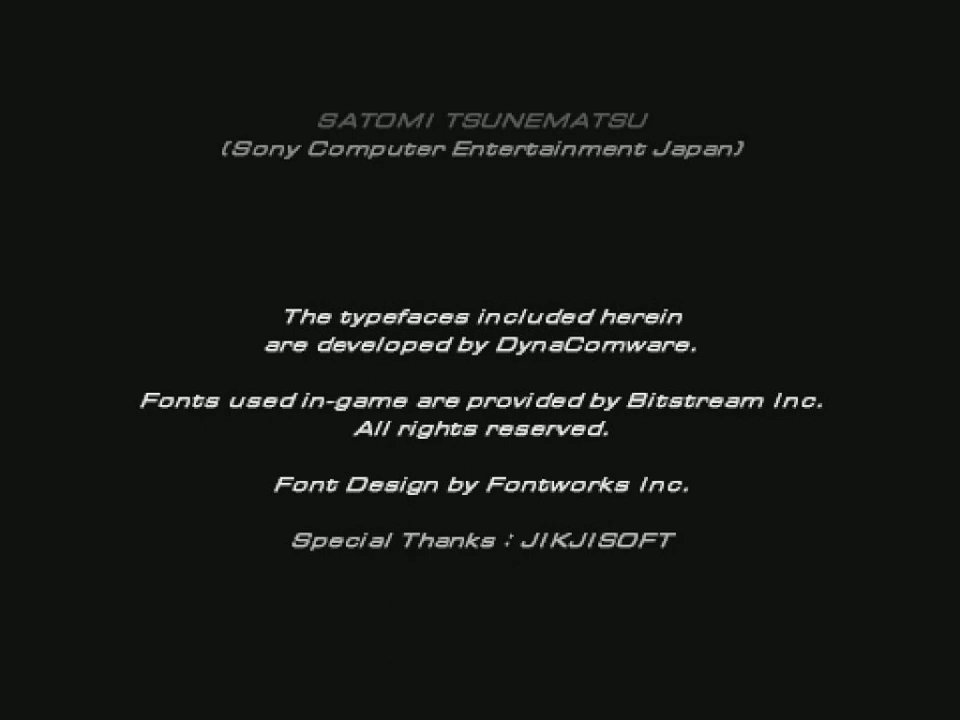 SATOMI TSUNEMATSU
(Sony Computer Entertainment Japan)
The typefaces included herein
are developed by DynaComware.
Fonts used in-game are provided by Bitstream Inc.
All rights reserved.
Font Design by Fontworks Inc.
Special Thanks : JIKJISOFT